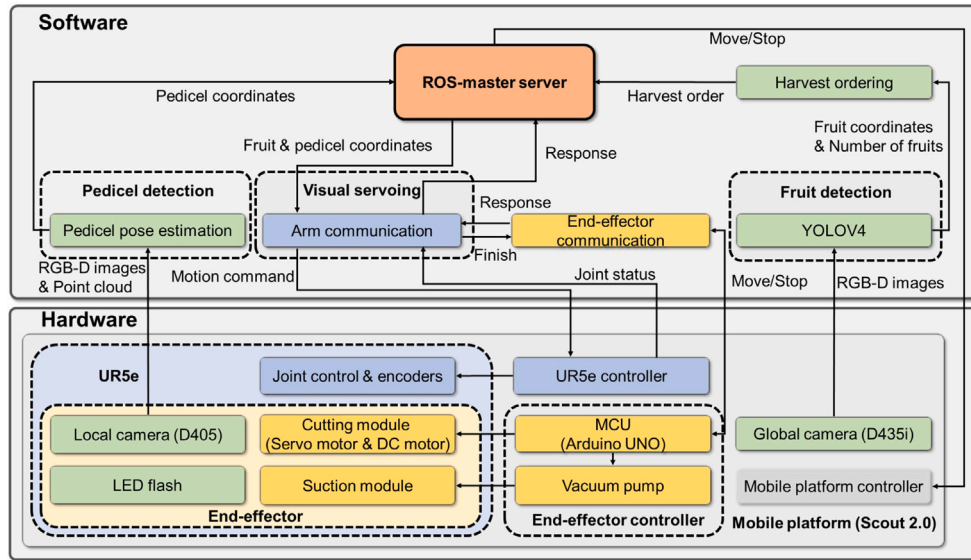 Software
Move/Stop
ROS-master server
Harvest ordering
Pedicel coordinates
Harvest order
Fruit coordinates
& Number of fruits
Fruit & pedicel coordinates
Response
Pedicel detection
Visual servoing
Fruit detection
Response
Pedicel pose estimation
Arm communication
End-effector
communication
YOLOV4
Finish
RGB-D images
& Point cloud
Motion command
Joint status
Move/Stop
RGB-D images
Hardware
UR5e
Joint control & encoders
UR5e controller
Local camera (D405)
Cutting module
(Servo motor & DC motor)
MCU
(Arduino UNO)
Global camera (D435i)
LED flash
Suction module
Vacuum pump
Mobile platform controller
End-effector
End-effector controller
Mobile platform (Scout 2.0)